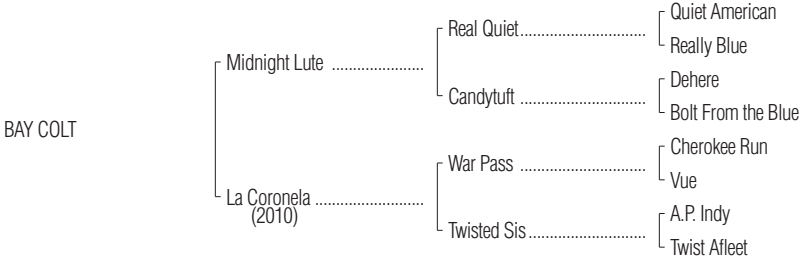 Quiet American
Real Quiet..............................
Really Blue
Midnight Lute ......................
Dehere
Candytuft ..............................
Bolt From the Blue
BAY COLT
Cherokee Run
War Pass ..............................
Vue
La Coronela ..........................
(2010)
A.P. Indy
Twisted Sis............................
Twist Afleet